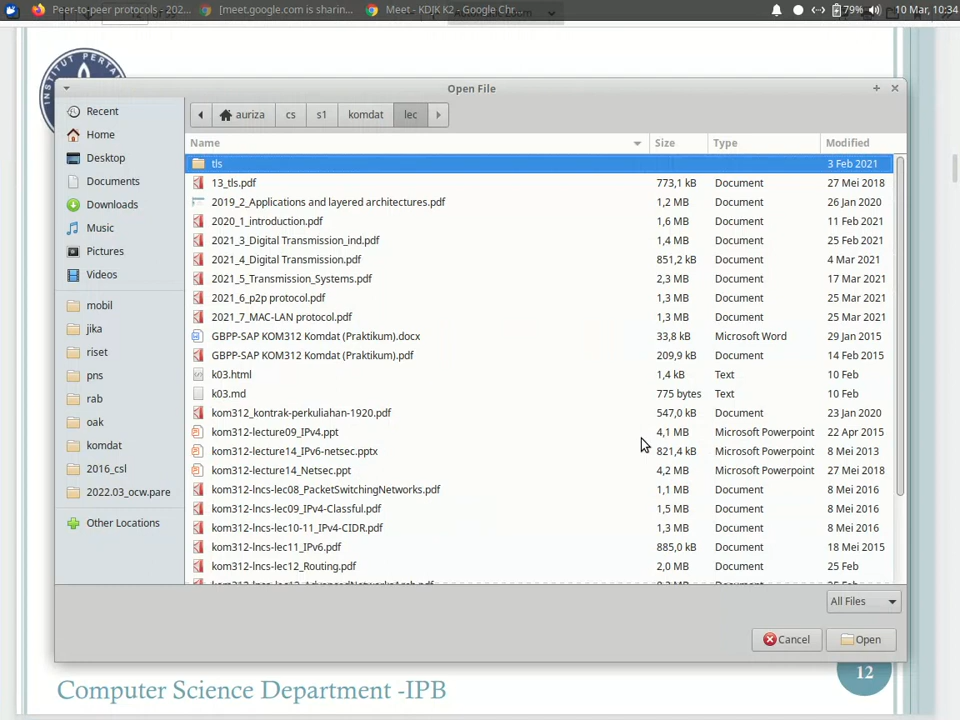 Peer-to-peer protocols - 202...
[meet.google.com is sharin...
Meet - KDJK K2 - Google Chr...
79%
10 Mar, 10:34
INSTITUT PERTA
Open File
auriza
cs
s1
komdat
lec
Recent
Home
Desktop
Documents
Downloads
Music
Pictures
Videos
mobil
jika
riset
pns
rab
oak
komdat
2016_csl
2022.03_ocw.pare
Other Locations
Name Size Type Modified
tls 3 Feb 2021
13_tls.pdf 773,1 kB Document 27 Mei 2018
2019_2_Applications and layered architectures.pdf 1,2 MB Document 26 Jan 2020
2020_1_introduction.pdf 1,6 MB Document 11 Feb 2021
2021_3_Digital Transmission_ind.pdf 1,4 MB Document 25 Feb 2021
2021_4_Digital Transmission.pdf 851,2 kB Document 4 Mar 2021
2021_5_Transmission_Systems.pdf 2,3 MB Document 17 Mar 2021
2021_6_p2p protocol.pdf 1,3 MB Document 25 Mar 2021
2021_7_MAC-LAN protocol.pdf 1,3 MB Document 25 Mar 2021
GBPP-SAP KOM312 Komdat (Praktikum).docx 33,8 kB Microsoft Word 29 Jan 2015
GBPP-SAP KOM312 Komdat (Praktikum).pdf 209,9 kB Document 14 Feb 2015
k03.html 1,4 kB Text 10 Feb
k03.md 775 bytes Text 10 Feb
kom312_kontrak-perkuliahan-1920.pdf 547,0 kB Document 23 Jan 2020
kom312-lecture09_IPv4.ppt 4,1 MB Microsoft Powerpoint 22 Apr 2015
kom312-lecture14_IPv6-netsec.pptx 821,4 kB Microsoft Powerpoint 8 Mei 2013
kom312-lecture14_Netsec.ppt 4,2 MB Microsoft Powerpoint 27 Mei 2018
kom312-lncs-lec08_PacketSwitchingNetworks.pdf 1,1 MB Document 8 Mei 2016
kom312-lncs-lec09_IPv4-Classful.pdf 1,5 MB Document 8 Mei 2016
kom312-lncs-lec10-11_IPv4-CIDR.pdf 1,3 MB Document 8 Mei 2016
kom312-lncs-lec11_IPv6.pdf 885,0 kB Document 18 Mei 2015
kom312-lncs-lec12_Routing.pdf 2,0 MB Document 25 Feb
All Files
Cancel
Open
12
Computer Science Department -IPB